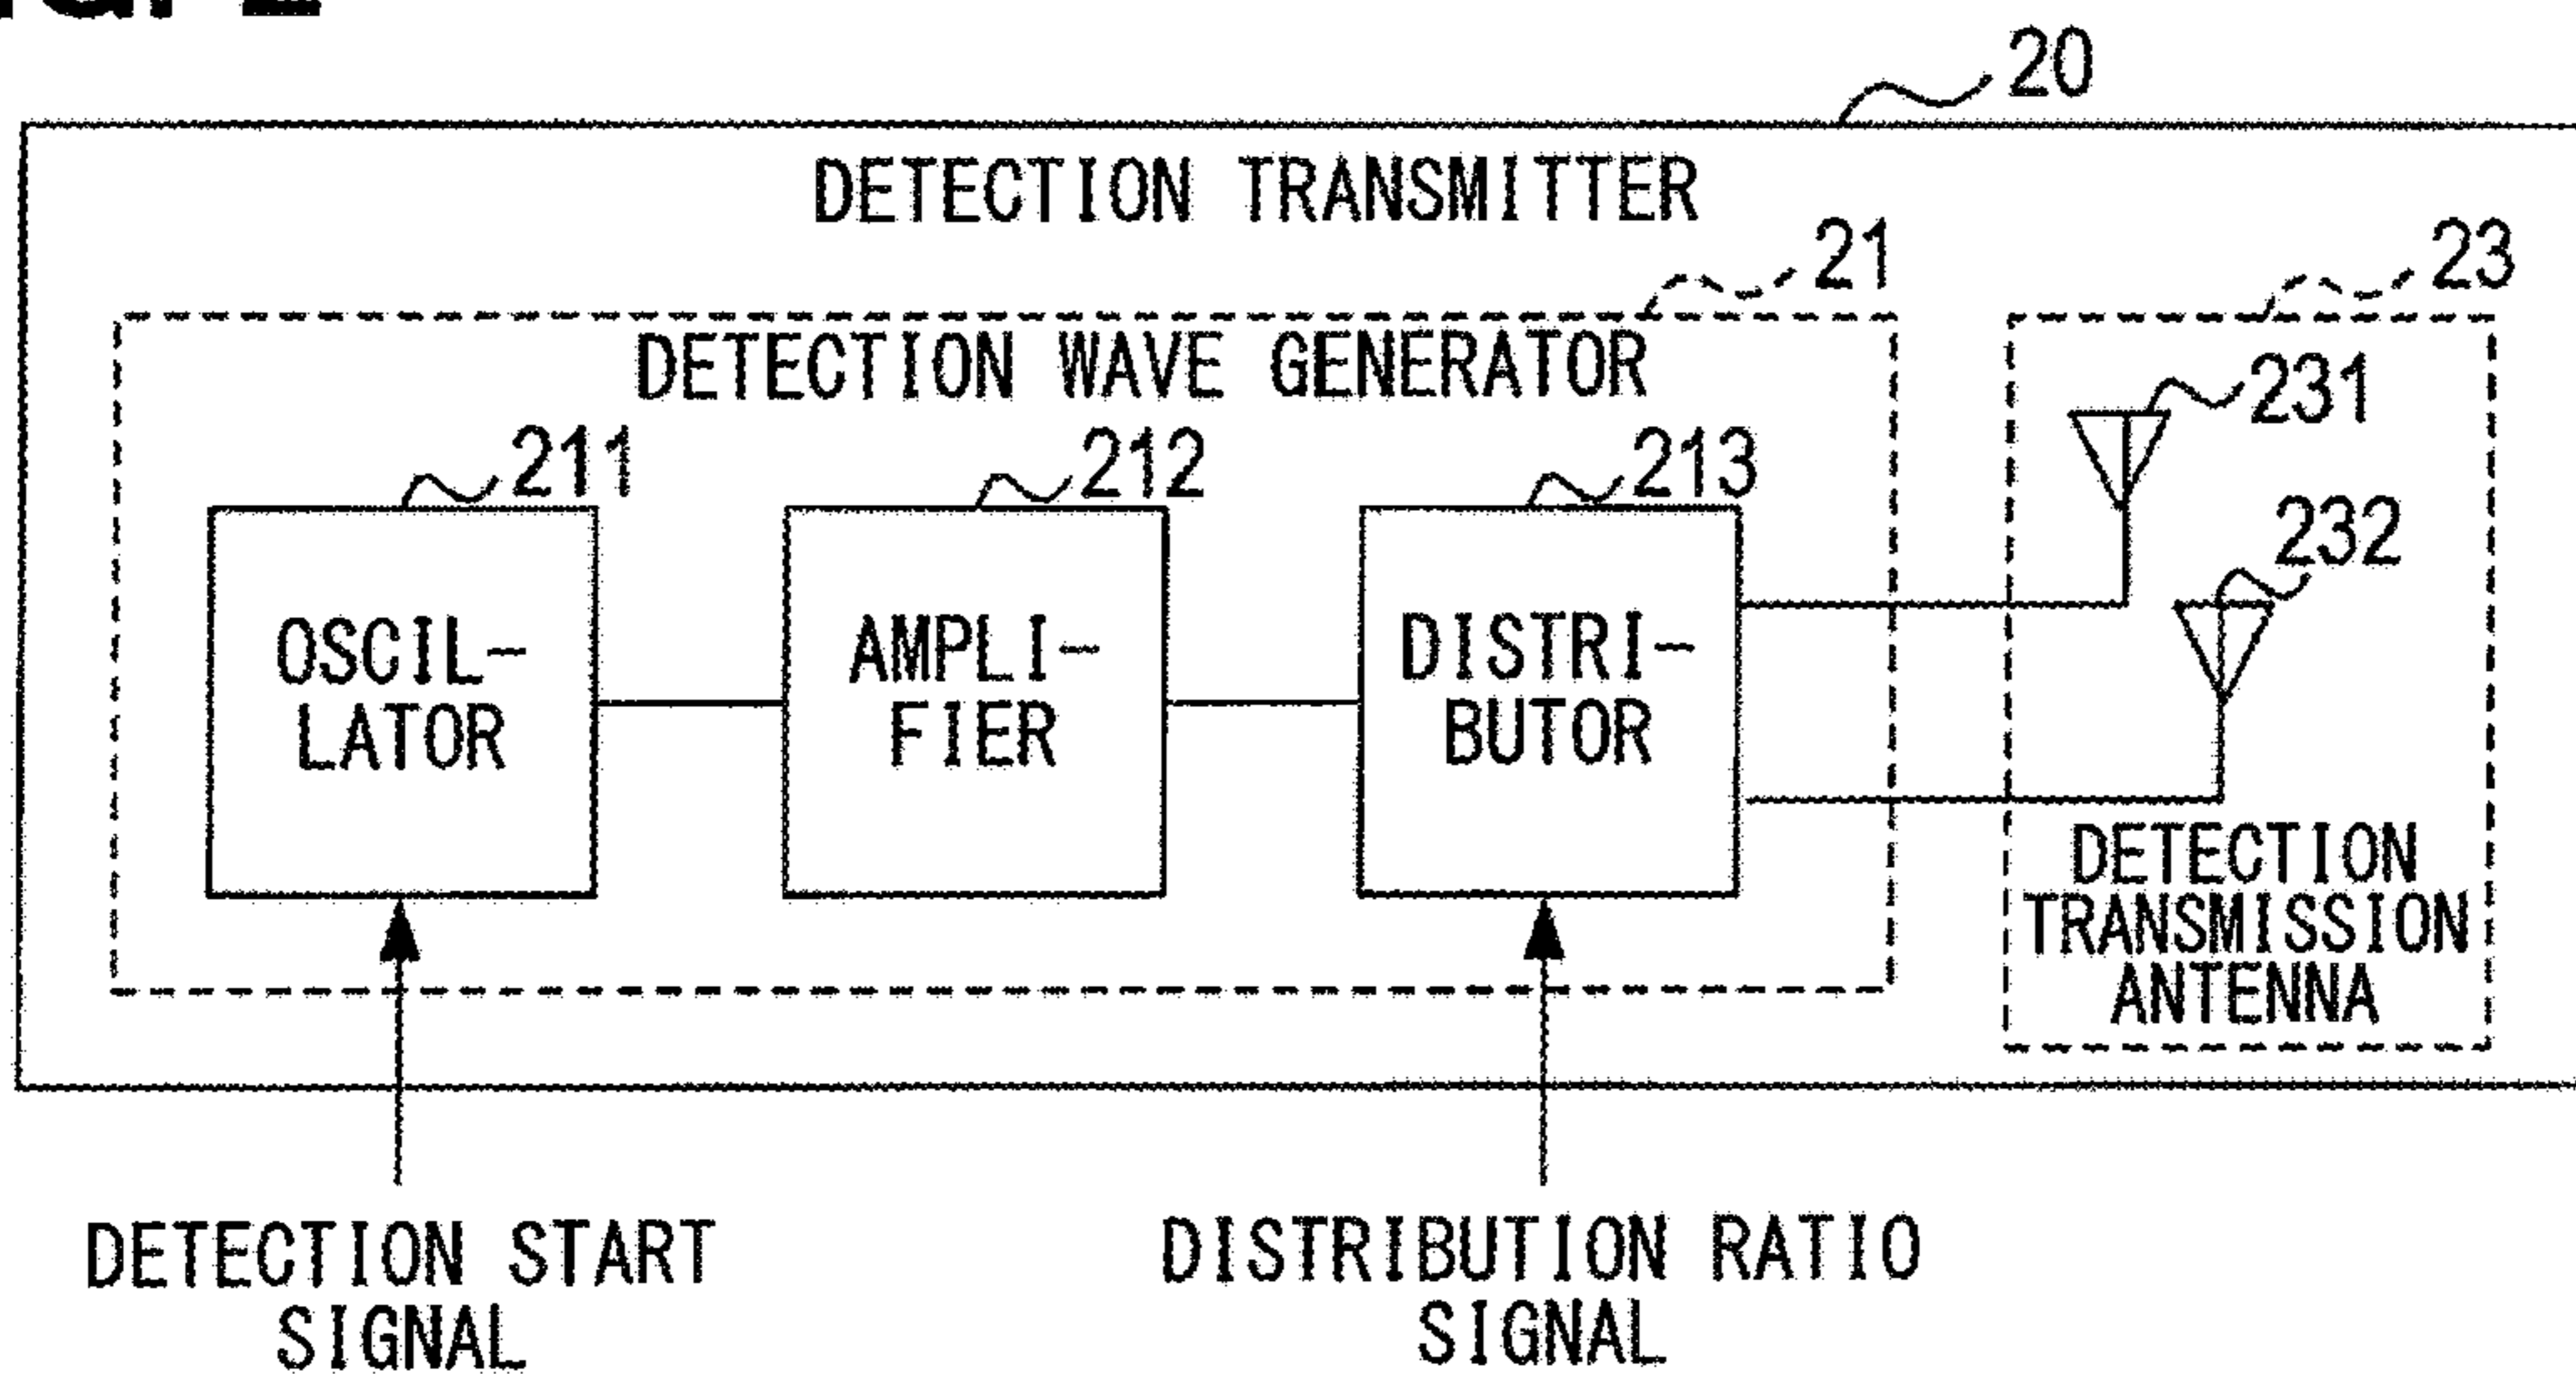 20
DETECTION TRANSMITTER
21
23
DETECTION WAVE GENERATOR
231
211
212
213
232
OSCIL-
LATOR
AMPLI-
FIER
DISTRI-
BUTOR
DETECTION
TRANSMISSION
ANTENNA
DETECTION START
SIGNAL
DISTRIBUTION RATIO
SIGNAL